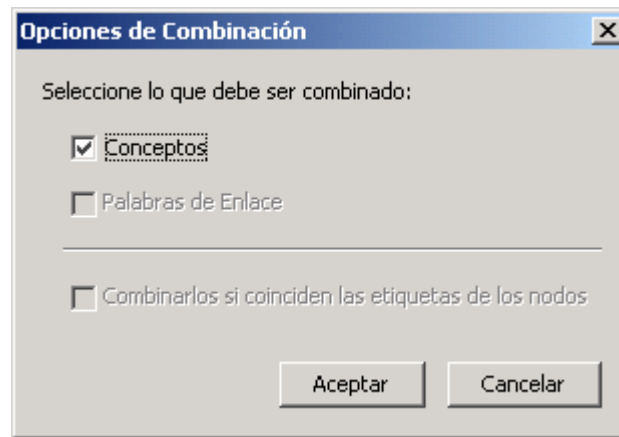 Opciones de Combinación
Seleccione lo que debe ser combinado:
Conceptos
Palabras de Enlace
Combinarlos si coinciden las etiquetas de los nodos
Aceptar Cancelar